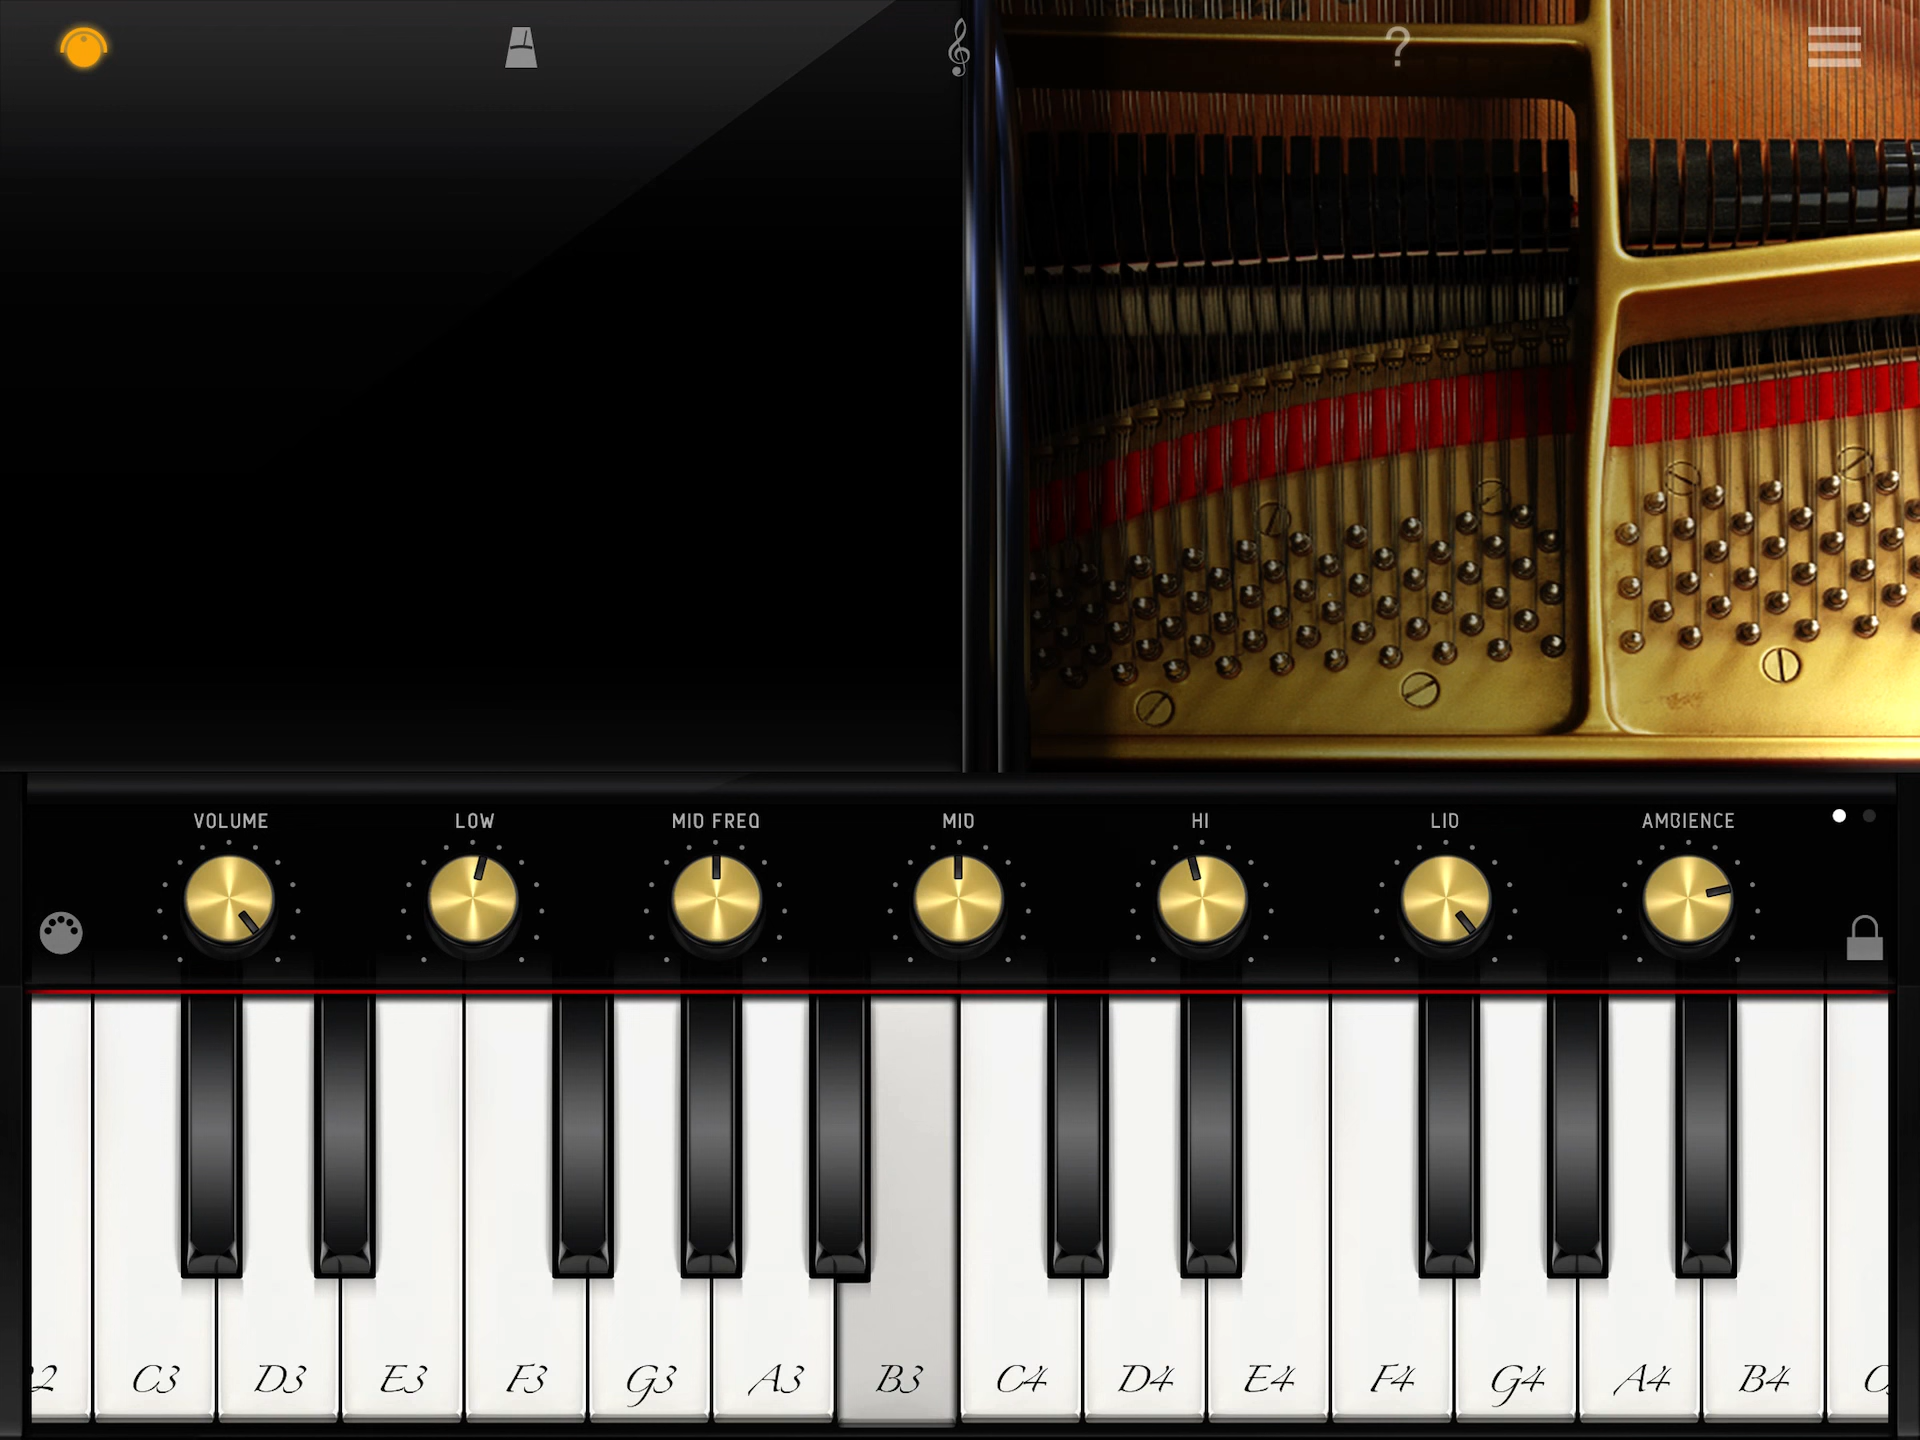 ?
VOLUME LOW MID FREQ MID HI LID AMBIENCE
C3 D3 E3 F3 G3 A3 B3 C4 D4 E4 F4 G4 A4 B4